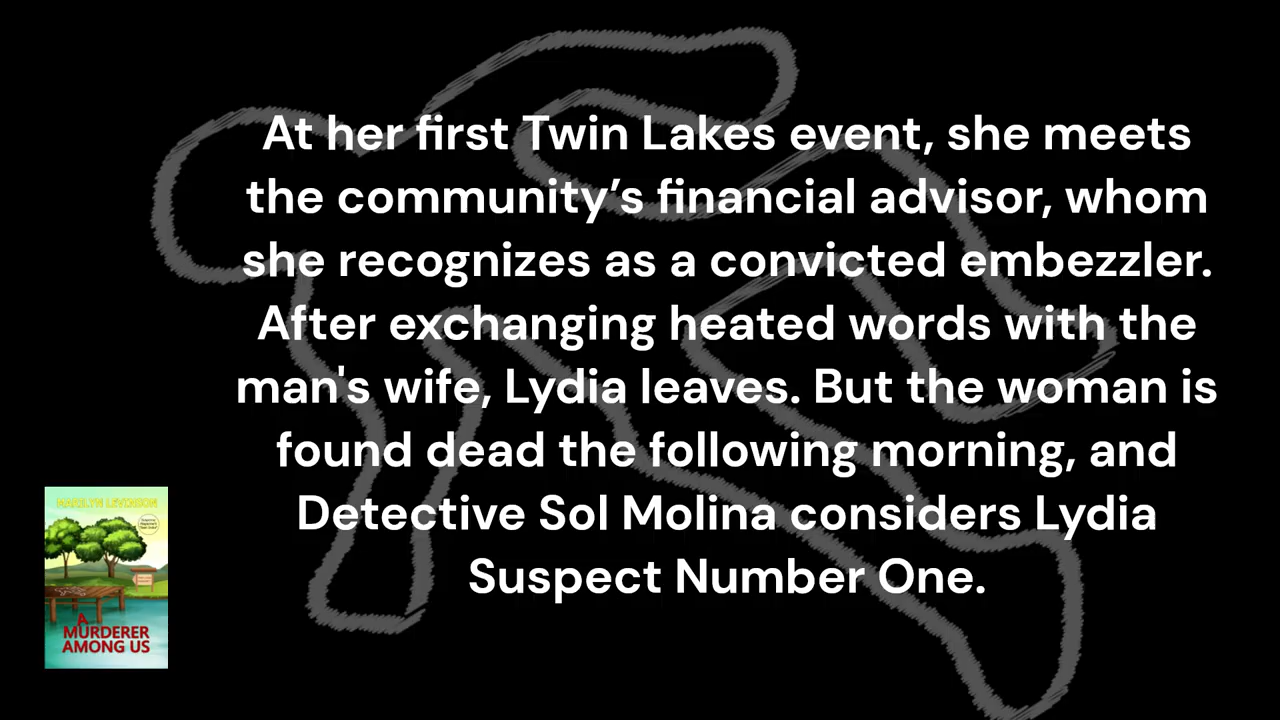 At her first Twin Lakes event, she meets
the community’s financial advisor, whom
she recognizes as a convicted embezzler.
After exchanging heated words with the
man's wife, Lydia leaves. But the woman is
found dead the following morning, and
Detective Sol Molina considers Lydia
Suspect Number One.
MARILYN LEVINSON
A
MURDERER
AMONG US